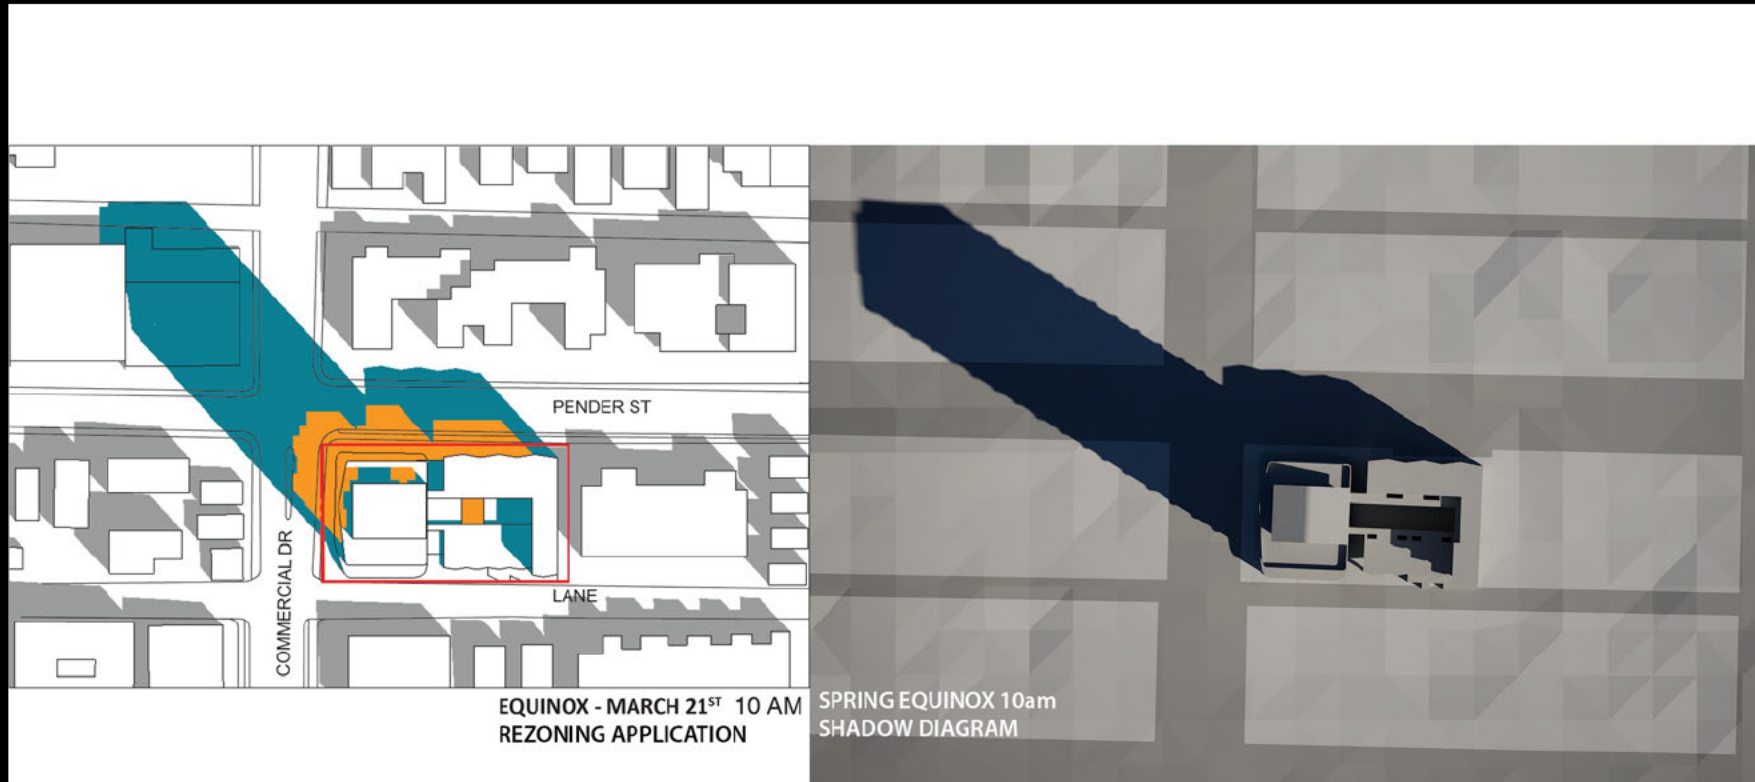 PENDER ST
COMMERCIAL DR
LANE
EQUINOX - MARCH 21ST 10 AM
REZONING APPLICATION
SPRING EQUINOX 10am
SHADOW DIAGRAM